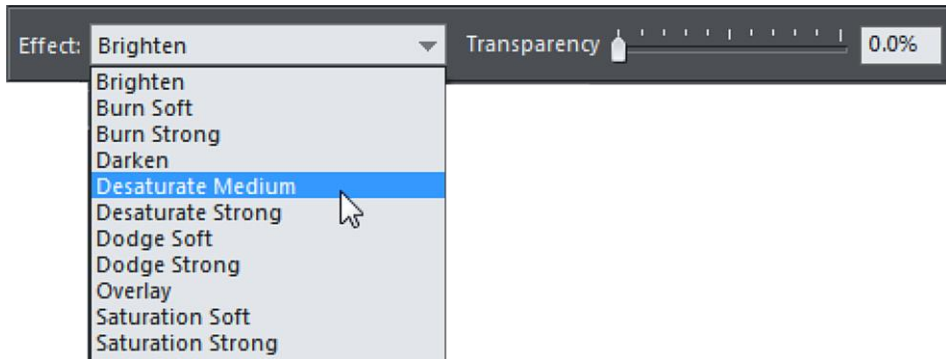 Effect: Brighten Transparency 0.0%
Brighten
Burn Soft
Burn Strong
Darken
Desaturate Medium
Desaturate Strong
Dodge Soft
Dodge Strong
Overlay
Saturation Soft
Saturation Strong